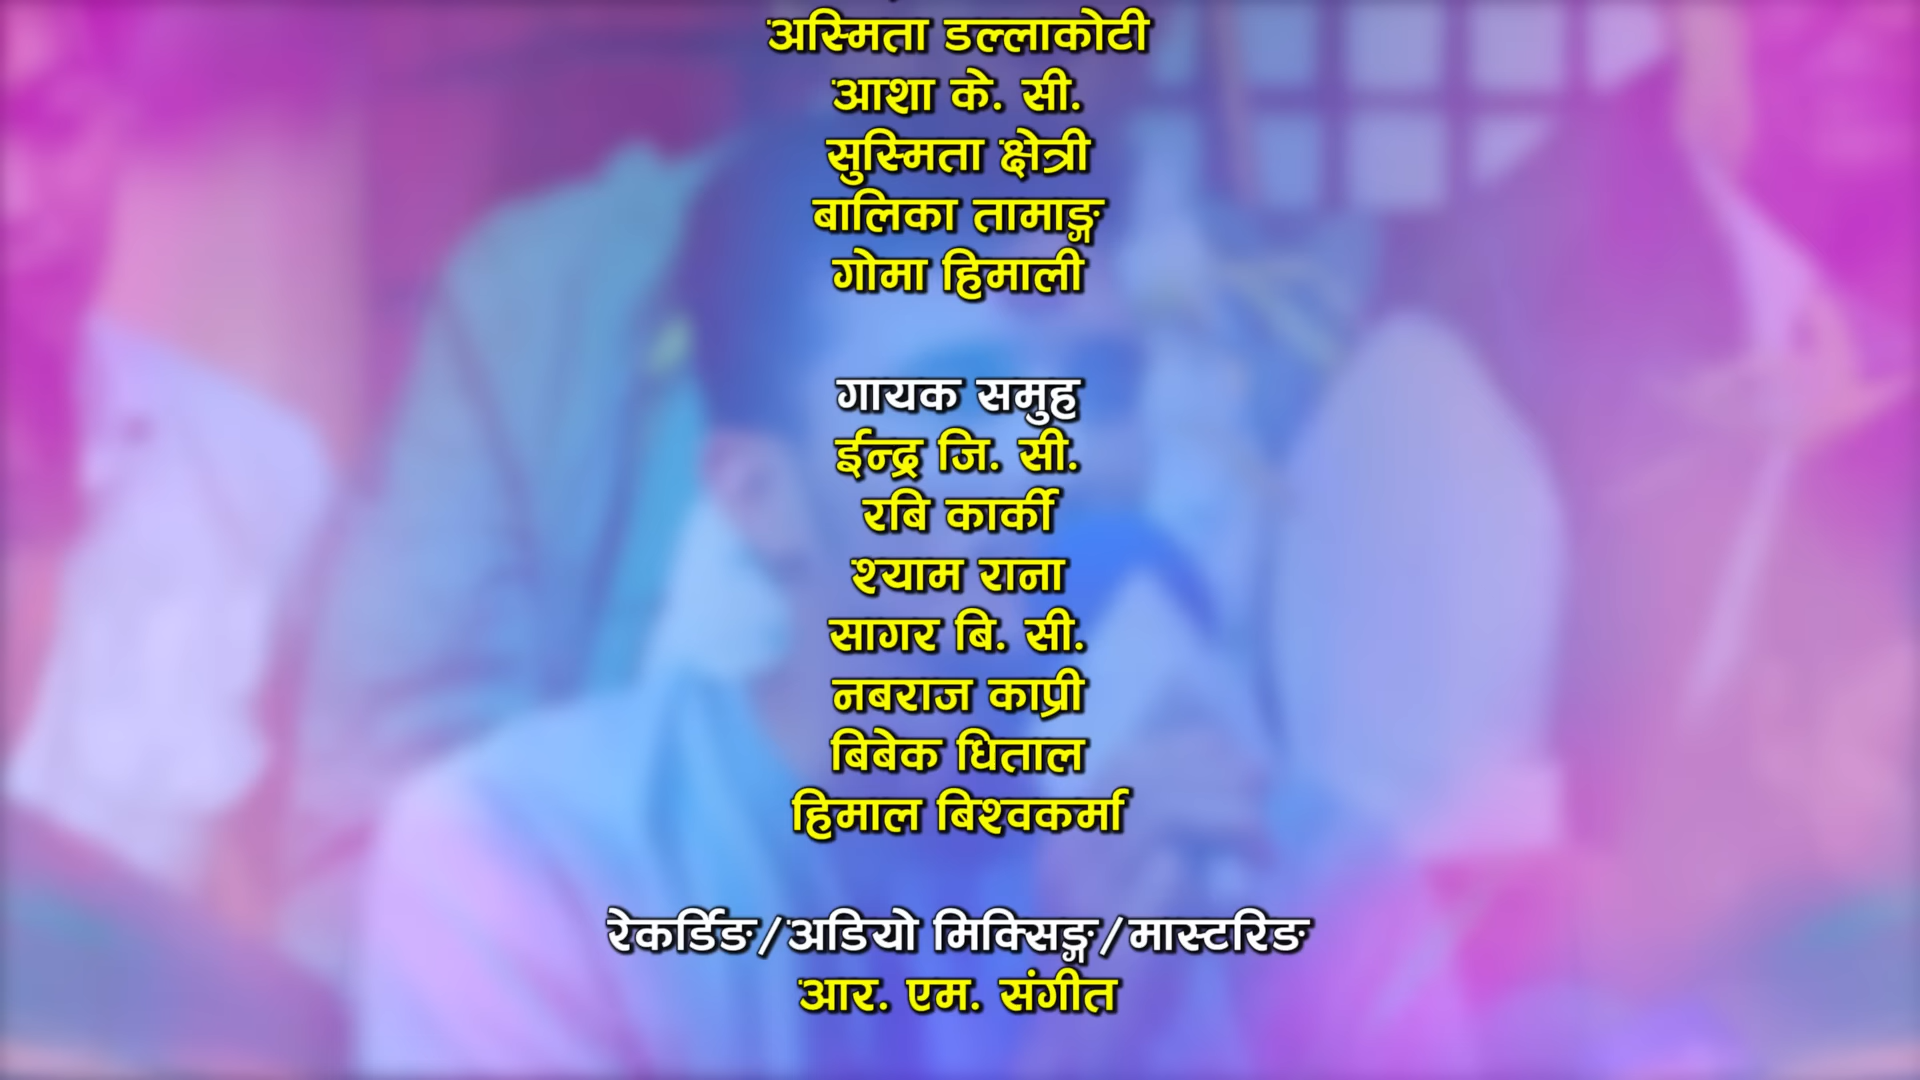 अस्मिता डल्लाकोटी
आशा के. सी.
सुस्मिता क्षेत्री
बालिका तामाङ्ग
गोमा हिमाली
गायक समुह
ईन्द्र जि. सी.
रबि कार्की
श्याम राना
सागर बि. सी.
नबराज काप्री
बिबेक धिताल
हिमाल बिश्वकर्मा
रेकर्डिङ/अडियो मिक्सिङ्ग/मास्टरिङ
आर. एम. संगीत